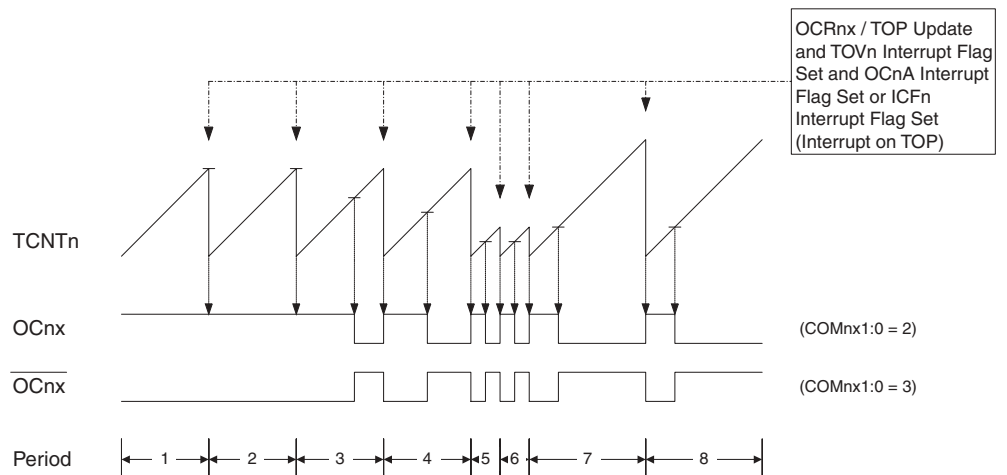 OCRnx / TOP Update
and TOVn Interrupt Flag
Set and OCnA Interrupt
Flag Set or ICFn
Interrupt Flag Set
(Interrupt on TOP)
TCNTn
OCnx (COMnx1:0 = 2)
OCnx (COMnx1:0 = 3)
Period 1 2 3 4 5 6 7 8